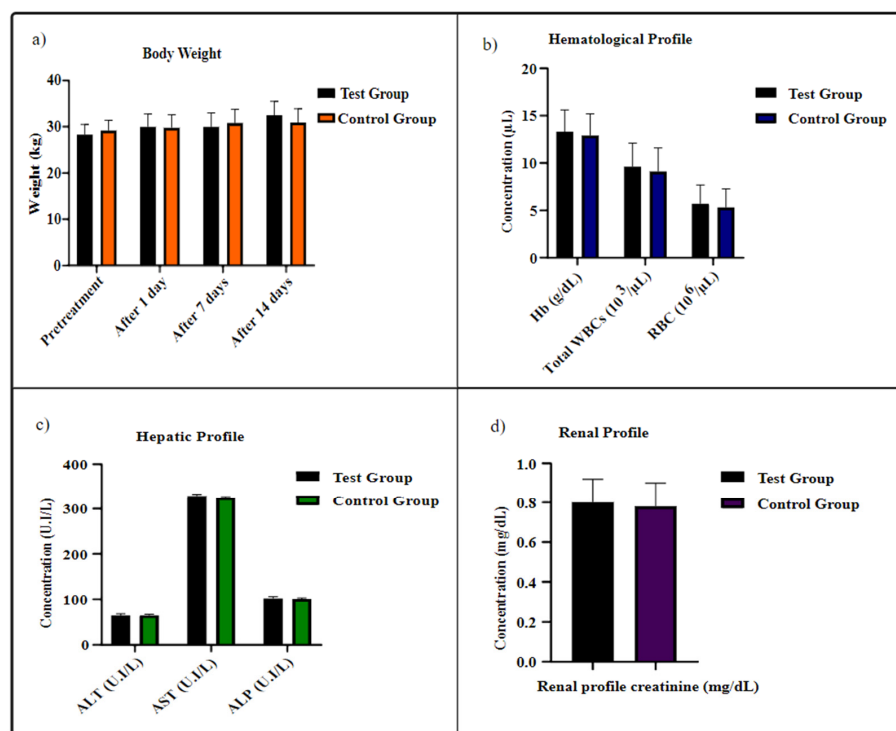 a)
Body Weight
Test Group
Control Group
Weight (kg)
40
30
20
10
0
Pretreatment
After 1 day
After 7 days
After 14 days
b)
Hematological Profile
Test Group
Control Group
Concentration (µL)
20
15
10
5
0
Hb (g/dL)
Total WBCs (10³/µL)
RBC (10⁶/µL)
c)
Hepatic Profile
Test Group
Control Group
Concentration (U.I/L)
400
300
200
100
0
ALT (U.I/L)
AST (U.I/L)
ALP (U.I/L)
d)
Renal Profile
Test Group
Control Group
Concentration (mg/dL)
1.0
0.8
0.6
0.4
0.2
0.0
Renal profile creatinine (mg/dL)